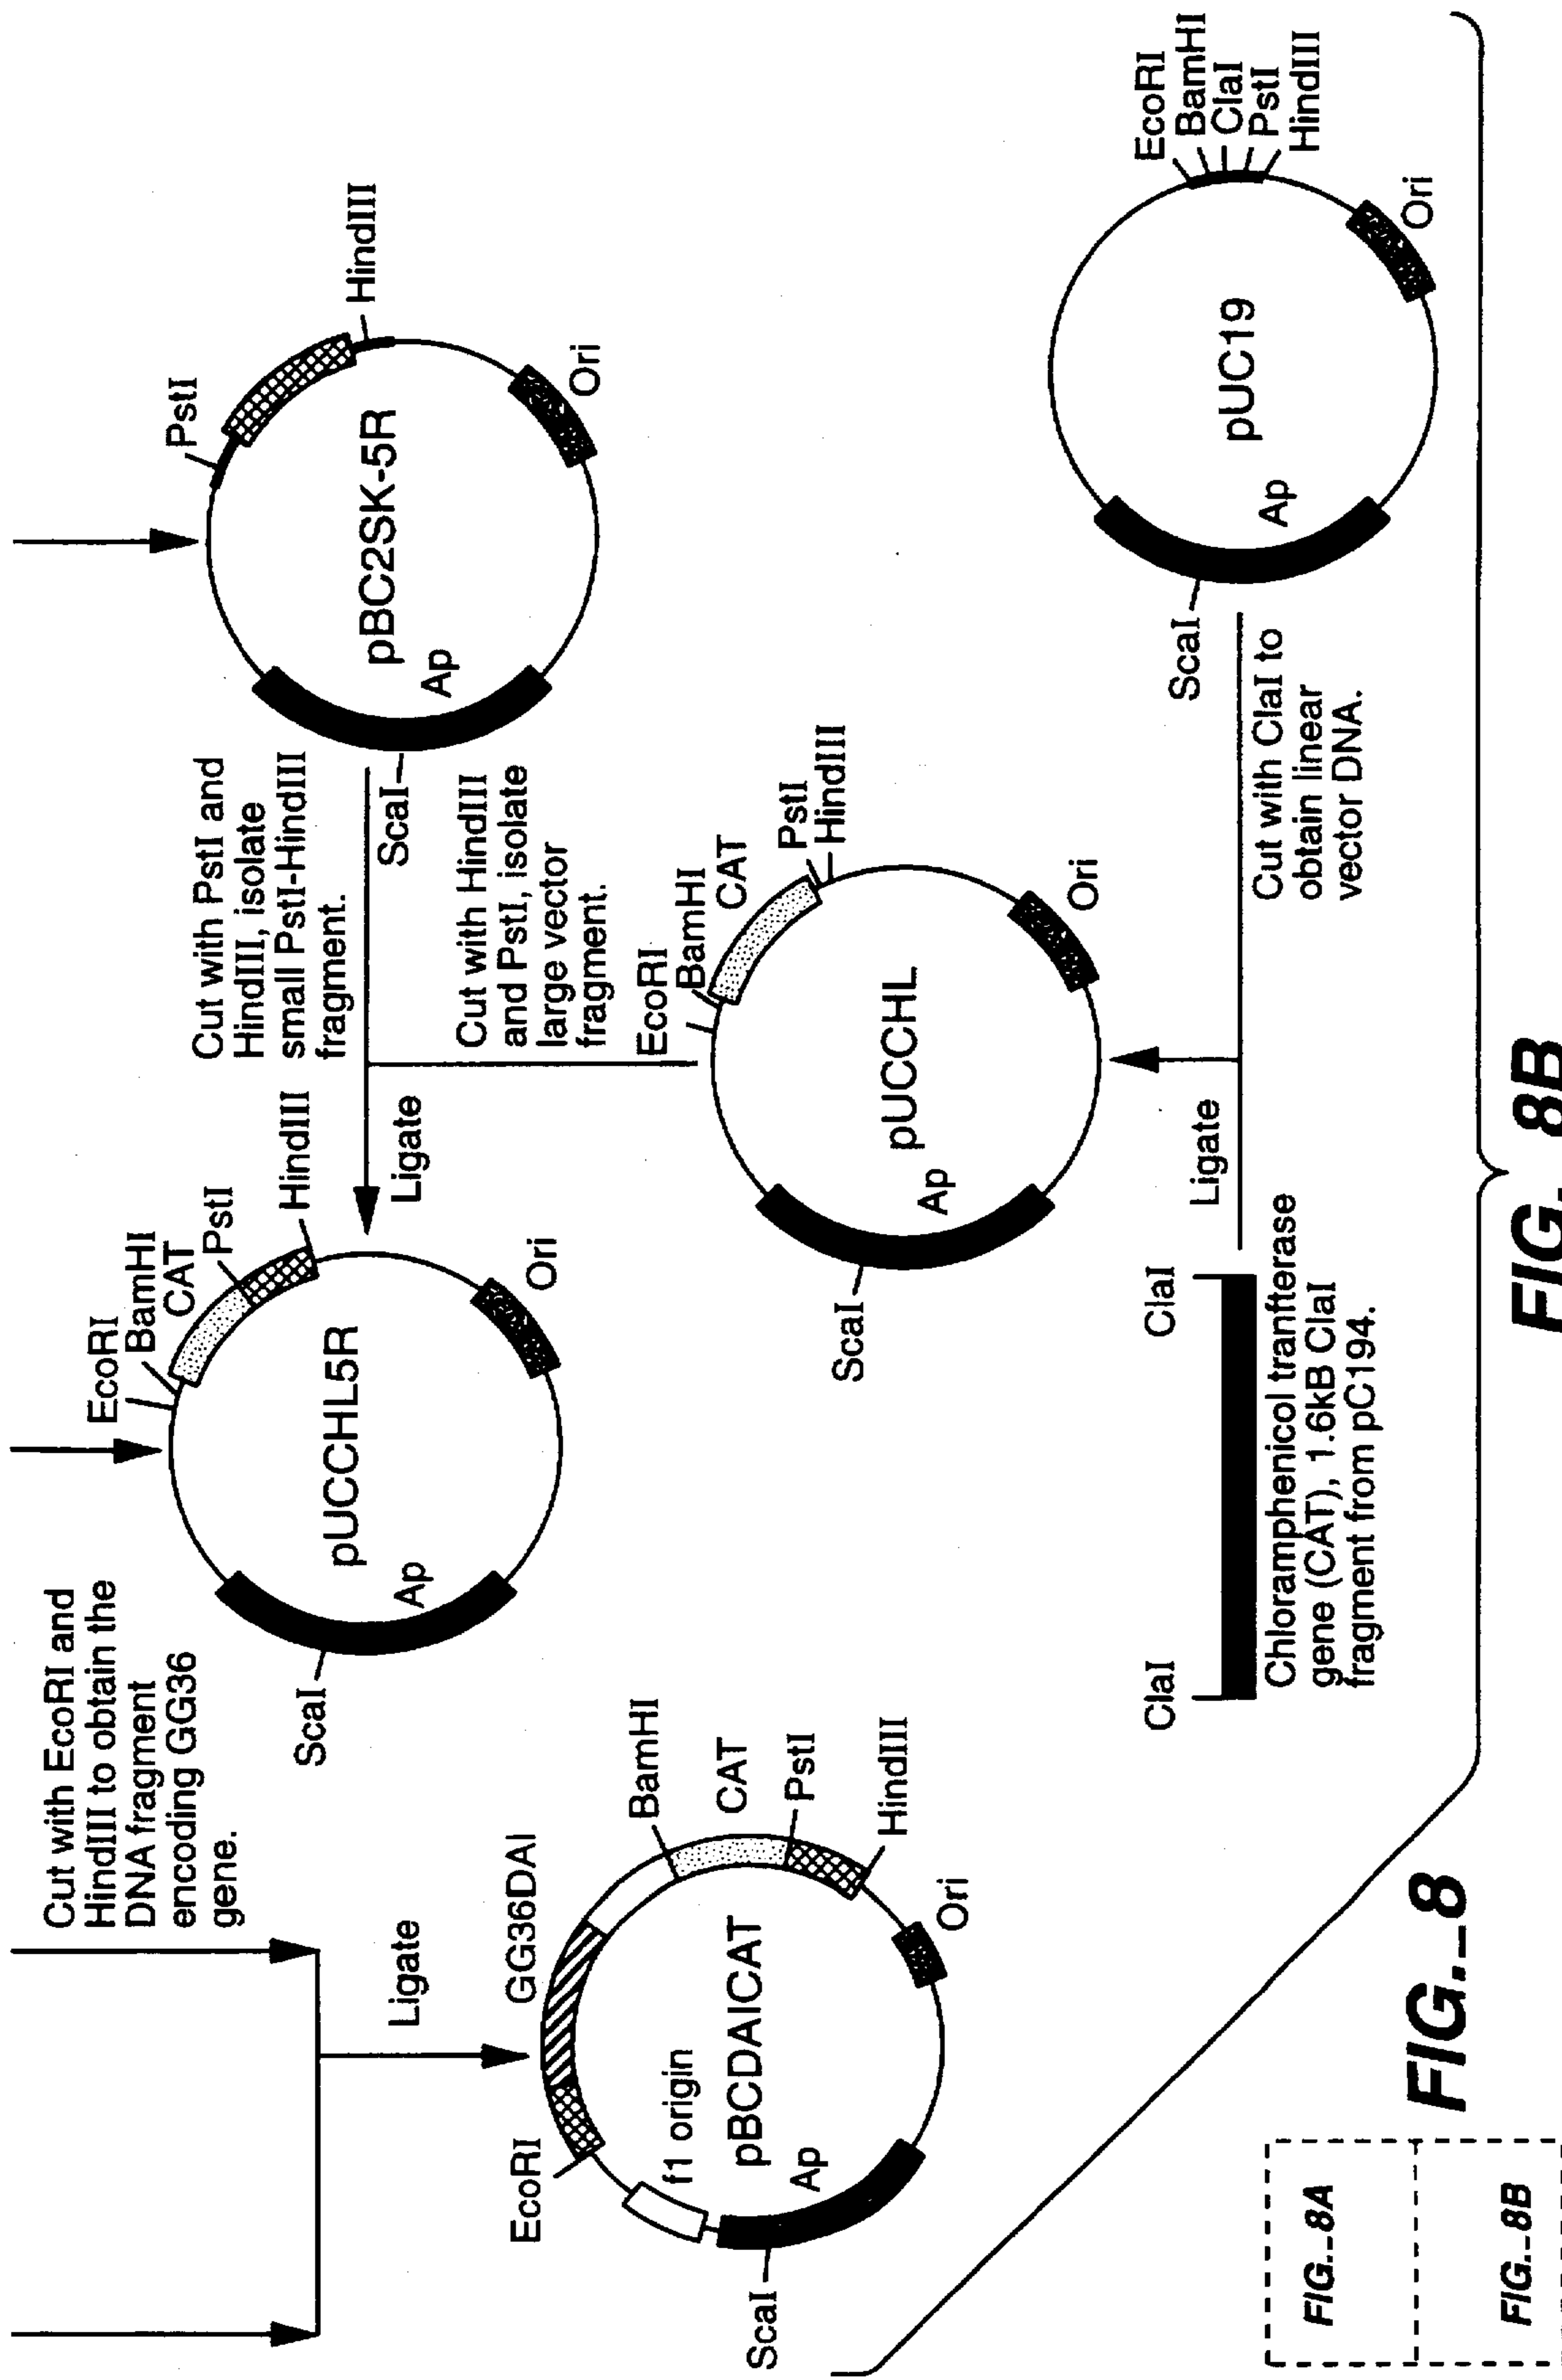 Cut with EcoRI and
HindIII to obtain the
DNA fragment
encoding GG36
gene.
Ligate
EcoRI
GG36DAI
BamHI
CAT
PstI
HindIII
Ori
f1 origin
pBCDAICAT
Ap
ScaI
EcoRI
BamHI
CAT
PstI
HindIII
pUCCHL5R
Ap
ScaI
Ori
Ligate
Cut with PstI and
HindIII, isolate
small PstI-HindIII
fragment.
Cut with HindIII
and PstI, isolate
large vector
fragment.
PstI
HindIII
pBC2SK-5R
Ap
ScaI
Ori
EcoRI
BamHI
CAT
PstI
HindIII
pUCCHL
Ap
ScaI
Ori
Ligate
ClaI
ClaI
Chloramphenicol tranfterase
gene (CAT), 1.6kB ClaI
fragment from pC194.
Cut with ClaI to
obtain linear
vector DNA.
EcoRI
BamHI
ClaI
PstI
HindIII
pUC19
Ap
ScaI
Ori
FIG._8A
FIG._8B
FIG._8
FIG._8B